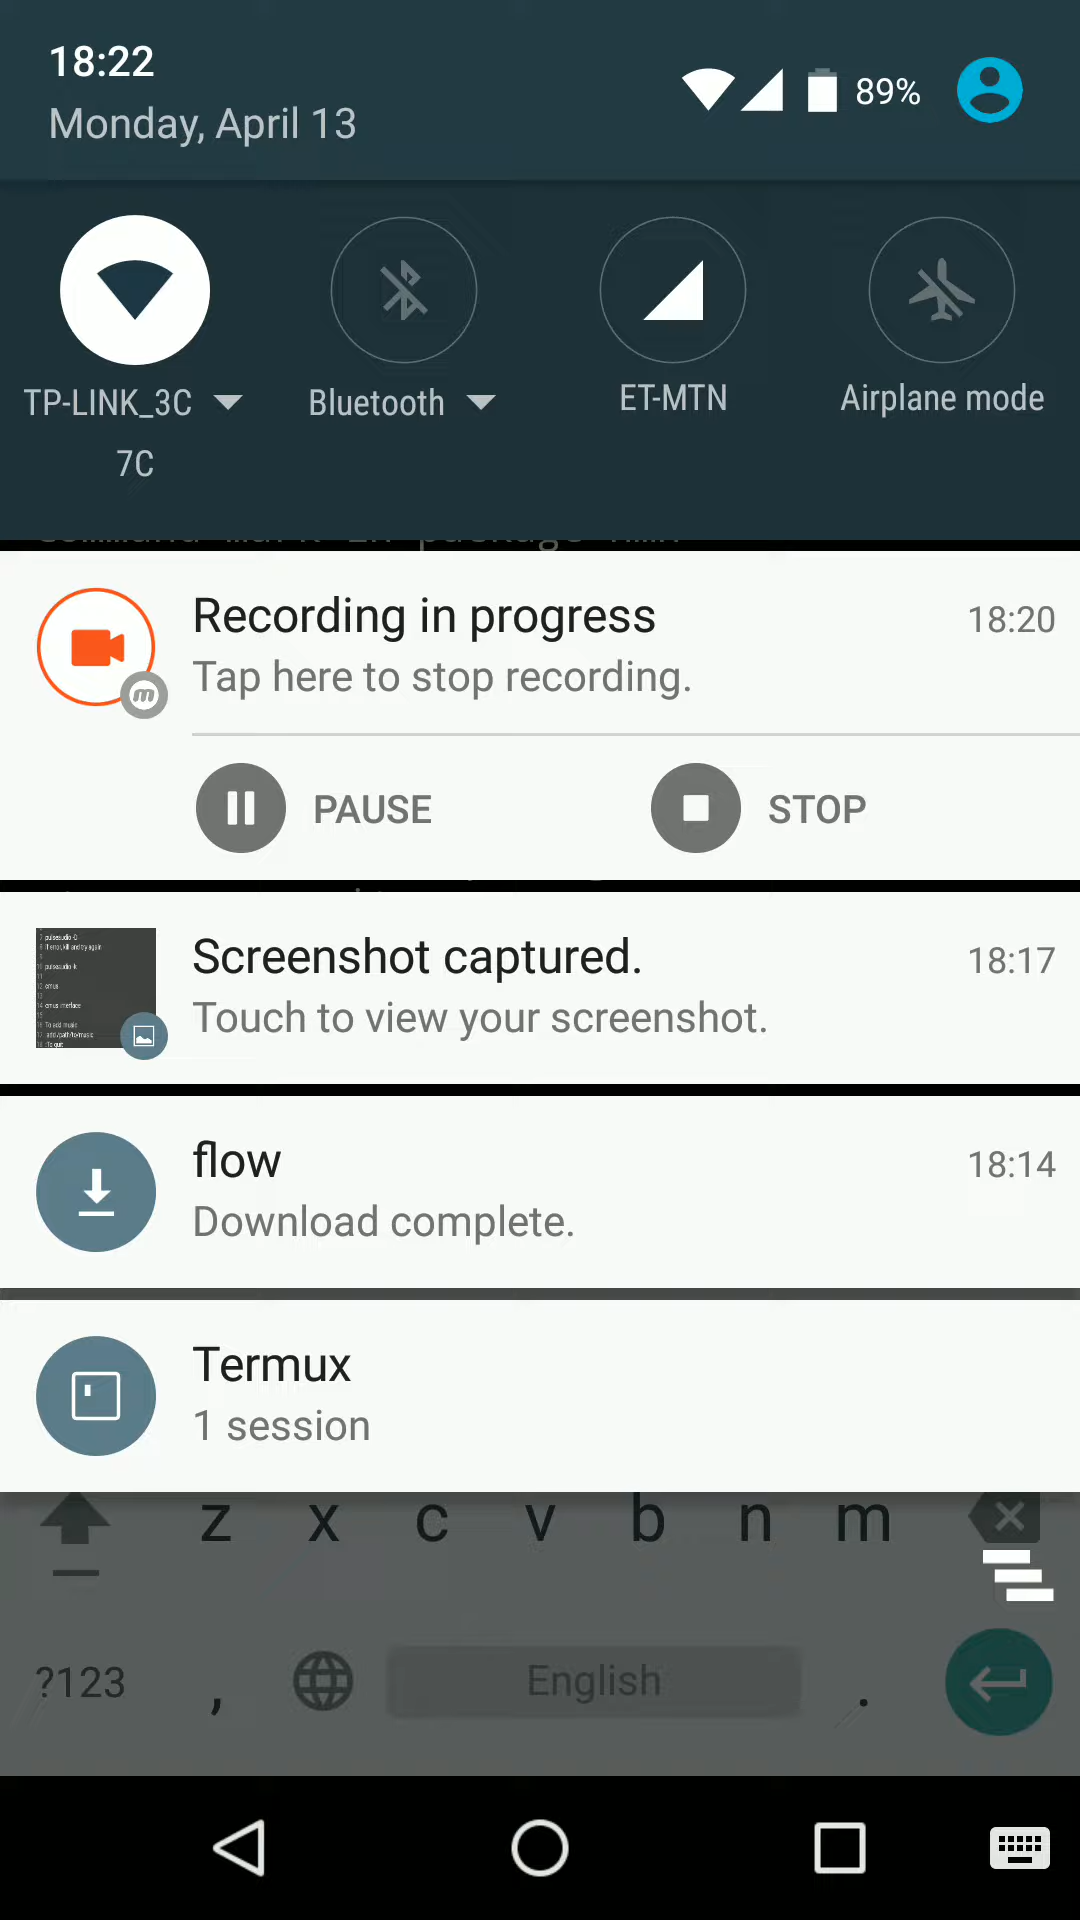 18:22
Monday, April 13
89%
TP-LINK_3C
7C
Bluetooth
ET-MTN
Airplane mode
Recording in progress
18:20
Tap here to stop recording.
PAUSE
STOP
Screenshot captured.
18:17
Touch to view your screenshot.
flow
18:14
Download complete.
Termux
1 session
z x c v b n m
?123 , English .